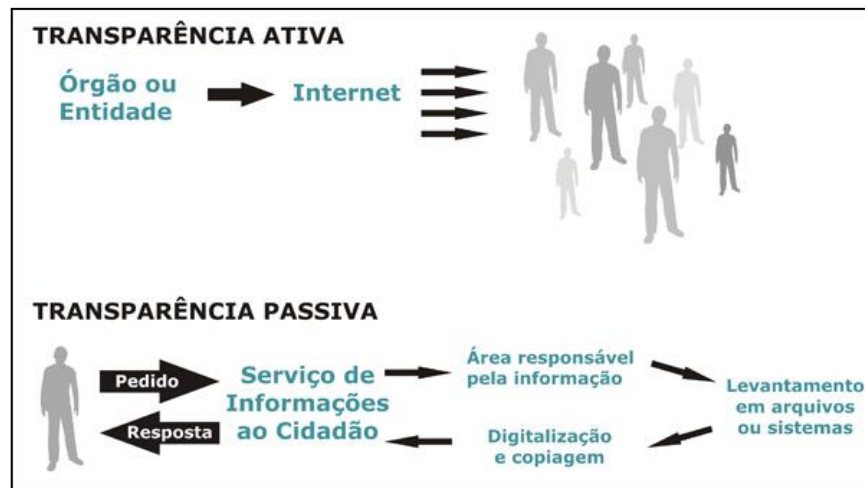 TRANSPARÊNCIA ATIVA
Órgão ou
Entidade
Internet
TRANSPARÊNCIA PASSIVA
Pedido
Resposta
Serviço de
Informações
ao Cidadão
Área responsável
pela informação
Levantamento
em arquivos
ou sistemas
Digitalização
e copiagem